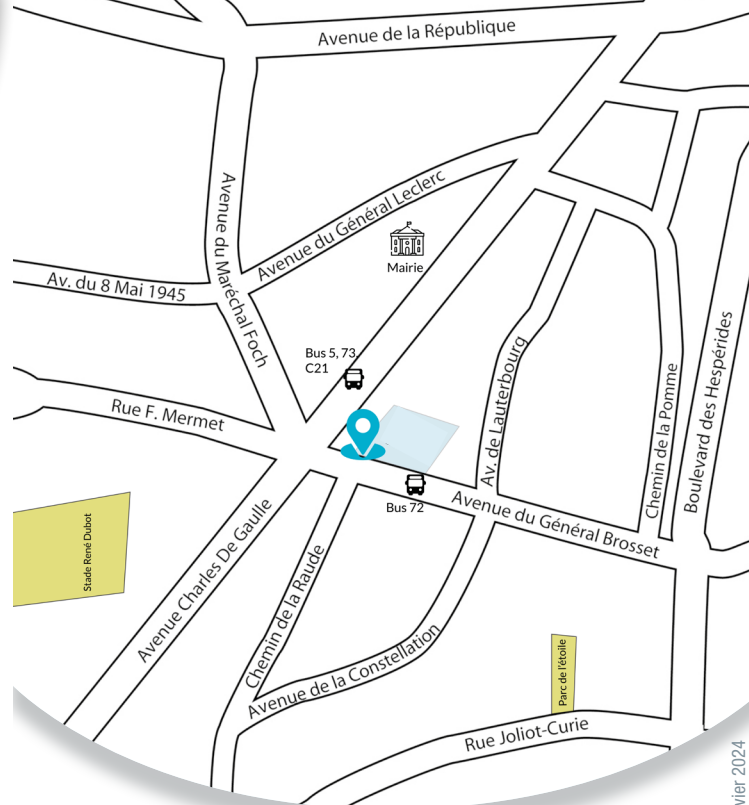 Avenue de la République
Avenue du Maréchal Foch
Avenue du Général Leclerc
Mairie
Av. du 8 Mai 1945
Bus 5, 73,
C21
Rue F. Mermet
Av. de Lauterbourg
Chemin de la Pomme
Boulevard des Hespérides
Bus 72
Avenue du Général Brosset
Stade René Dubot
Avenue Charles De Gaulle
Chemin de la Raude
Avenue de la Constellation
Parc de l'étoile
Rue Joliot-Curie
vier 2024